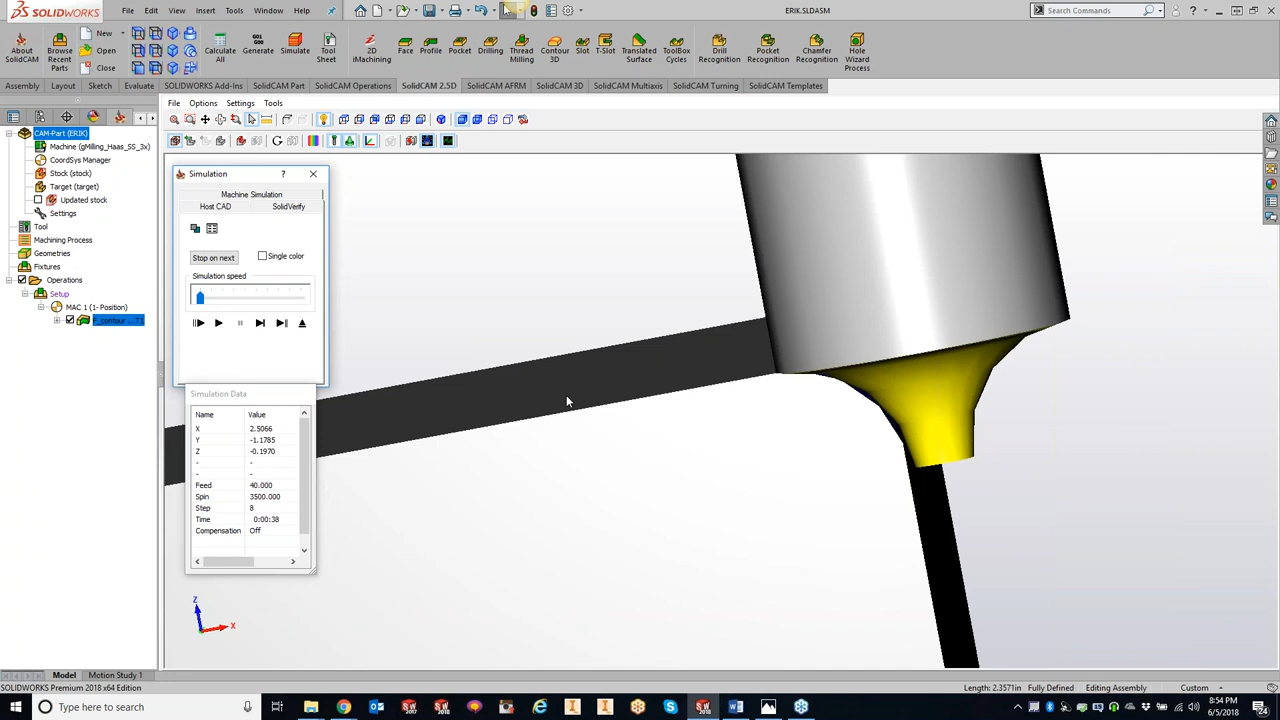 SOLIDWORKS File Edit View Insert Tools Window Help ERIK.SLDASM Search Commands
About SolidCAM
Browse Recent Parts
New
Open
Close
Calculate All
Generate
Simulate
Tool Sheet
2D iMachining
Face
Profile
Pocket
Drilling
Thread Milling
Contour 3D
Slot
T-Slot
Translated Surface
ToolBox Cycles
Drill Recognition
Pocket Recognition
Chamfer Recognition
Hole Wizard Process
Assembly Layout Sketch Evaluate SOLIDWORKS Add-Ins SolidCAM Part SolidCAM Operations SolidCAM 2.5D SolidCAM AFRM SolidCAM 3D SolidCAM Multiaxis SolidCAM Turning SolidCAM Templates
File Options Settings Tools
CAM-Part (ERIK)
Machine (gMilling_Haas_SS_3x)
CoordSys Manager
Stock (stock)
Target (target)
Updated stock
Settings
Tool
Machining Process
Geometries
Fixtures
Operations
Setup
MAC 1 (1- Position)
F_contour ...T1
Simulation ?
Machine Simulation
Host CAD SolidVerify
Stop on next Single color
Simulation speed
Simulation Data
Name Value
X 2.5066
Y -1.1785
Z -0.1970
- -
- -
Feed 40.000
Spin 3500.000
Step 8
Time 0:00:38
Compensation Off
Z
X
Model Motion Study 1
SOLIDWORKS Premium 2018 x64 Edition Length: 2.3571in Fully Defined Editing Assembly Custom
Type here to search
8:54 PM
6/5/2018